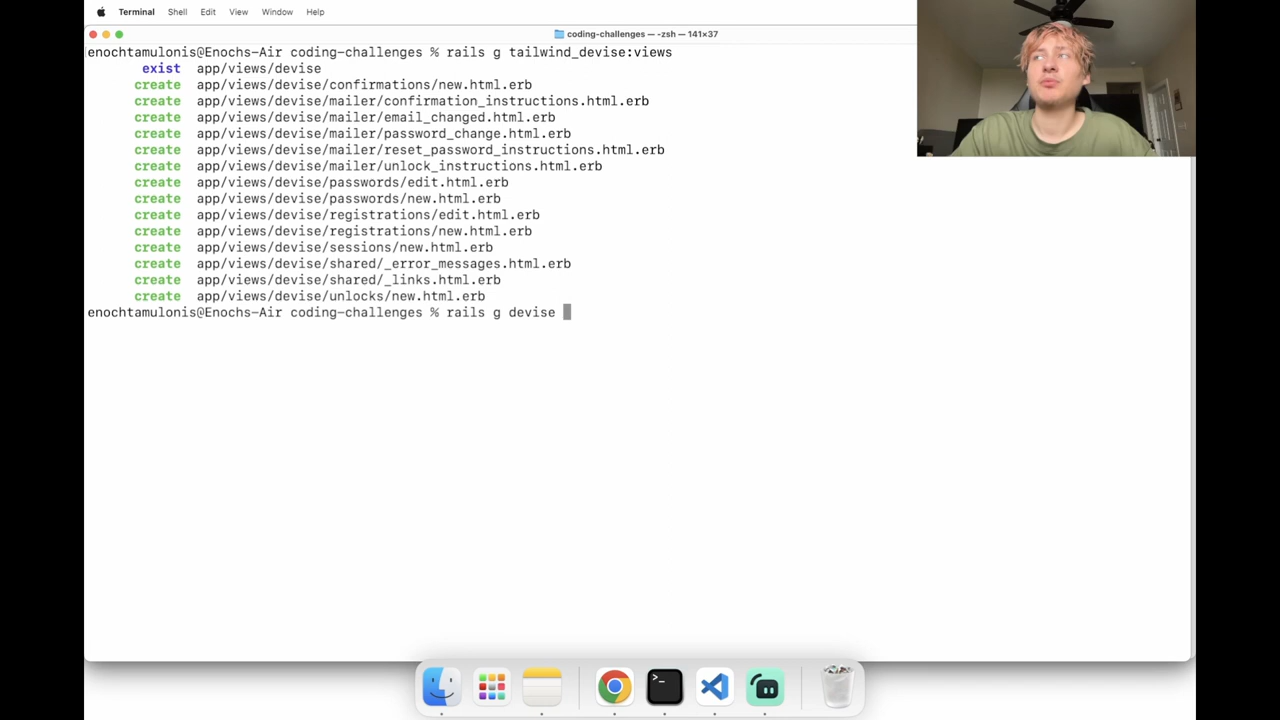 Terminal Shell Edit View Window Help
coding-challenges — -zsh — 141×37
enochtamulonis@Enochs-Air coding-challenges % rails g tailwind_devise:views
exist app/views/devise
create app/views/devise/confirmations/new.html.erb
create app/views/devise/mailer/confirmation_instructions.html.erb
create app/views/devise/mailer/email_changed.html.erb
create app/views/devise/mailer/password_change.html.erb
create app/views/devise/mailer/reset_password_instructions.html.erb
create app/views/devise/mailer/unlock_instructions.html.erb
create app/views/devise/passwords/edit.html.erb
create app/views/devise/passwords/new.html.erb
create app/views/devise/registrations/edit.html.erb
create app/views/devise/registrations/new.html.erb
create app/views/devise/sessions/new.html.erb
create app/views/devise/shared/_error_messages.html.erb
create app/views/devise/shared/_links.html.erb
create app/views/devise/unlocks/new.html.erb
enochtamulonis@Enochs-Air coding-challenges % rails g devise